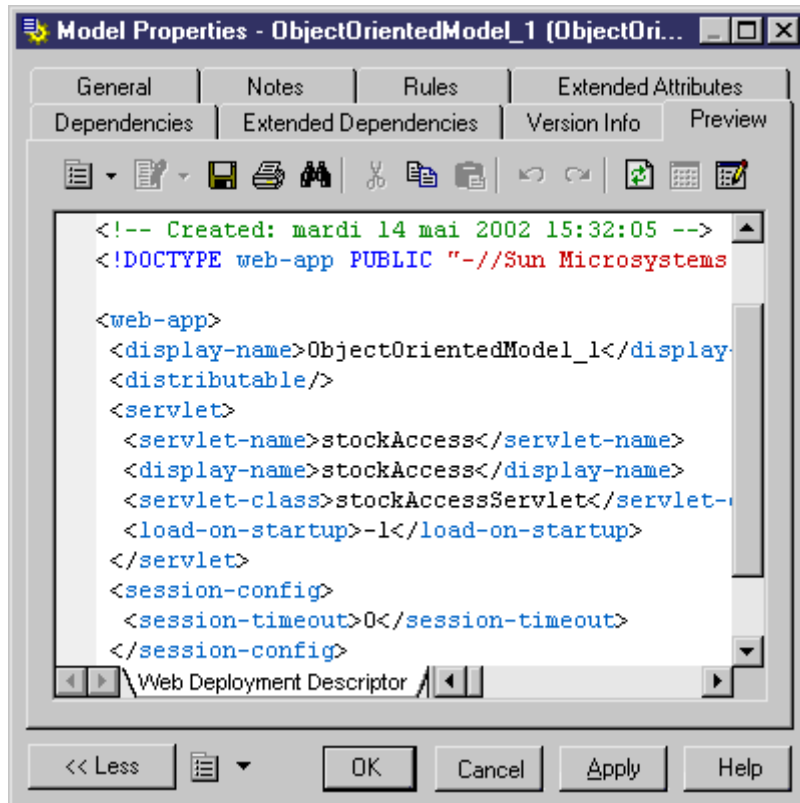 Model Properties - ObjectOrientedModel_1 (ObjectOri...
General Notes Rules Extended Attributes
Dependencies Extended Dependencies Version Info Preview
<!-- Created: mardi 14 mai 2002 15:32:05 -->
<!DOCTYPE web-app PUBLIC "-//Sun Microsystems
<web-app>
<display-name>ObjectOrientedModel_1</display-
<distributable/>
<servlet>
<servlet-name>stockAccess</servlet-name>
<display-name>stockAccess</display-name>
<servlet-class>stockAccessServlet</servlet-
<load-on-startup>-1</load-on-startup>
</servlet>
<session-config>
<session-timeout>0</session-timeout>
</session-config>
Web Deployment Descriptor
<< Less OK Cancel Apply Help